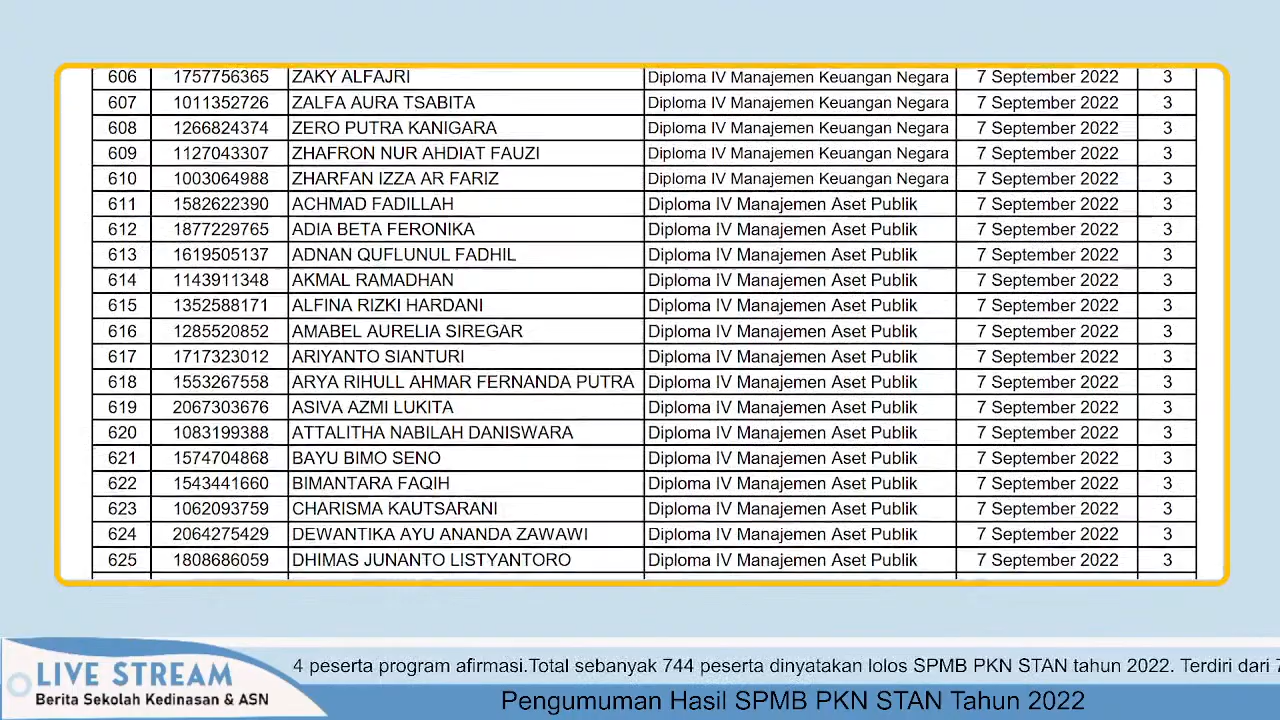 606 1757756365 ZAKY ALFAJRI Diploma IV Manajemen Keuangan Negara 7 September 2022 3
607 1011352726 ZALFA AURA TSABITA Diploma IV Manajemen Keuangan Negara 7 September 2022 3
608 1266824374 ZERO PUTRA KANIGARA Diploma IV Manajemen Keuangan Negara 7 September 2022 3
609 1127043307 ZHAFRON NUR AHDIAT FAUZI Diploma IV Manajemen Keuangan Negara 7 September 2022 3
610 1003064988 ZHARFAN IZZA AR FARIZ Diploma IV Manajemen Keuangan Negara 7 September 2022 3
611 1582622390 ACHMAD FADILLAH Diploma IV Manajemen Aset Publik 7 September 2022 3
612 1877229765 ADIA BETA FERONIKA Diploma IV Manajemen Aset Publik 7 September 2022 3
613 1619505137 ADNAN QUFLUNUL FADHIL Diploma IV Manajemen Aset Publik 7 September 2022 3
614 1143911348 AKMAL RAMADHAN Diploma IV Manajemen Aset Publik 7 September 2022 3
615 1352588171 ALFINA RIZKI HARDANI Diploma IV Manajemen Aset Publik 7 September 2022 3
616 1285520852 AMABEL AURELIA SIREGAR Diploma IV Manajemen Aset Publik 7 September 2022 3
617 1717323012 ARIYANTO SIANTURI Diploma IV Manajemen Aset Publik 7 September 2022 3
618 1553267558 ARYA RIHULL AHMAR FERNANDA PUTRA Diploma IV Manajemen Aset Publik 7 September 2022 3
619 2067303676 ASIVA AZMI LUKITA Diploma IV Manajemen Aset Publik 7 September 2022 3
620 1083199388 ATTALITHA NABILAH DANISWARA Diploma IV Manajemen Aset Publik 7 September 2022 3
621 1574704868 BAYU BIMO SENO Diploma IV Manajemen Aset Publik 7 September 2022 3
622 1543441660 BIMANTARA FAQIH Diploma IV Manajemen Aset Publik 7 September 2022 3
623 1062093759 CHARISMA KAUTSARANI Diploma IV Manajemen Aset Publik 7 September 2022 3
624 2064275429 DEWANTIKA AYU ANANDA ZAWAWI Diploma IV Manajemen Aset Publik 7 September 2022 3
625 1808686059 DHIMAS JUNANTO LISTYANTORO Diploma IV Manajemen Aset Publik 7 September 2022 3
4 peserta program afirmasi.Total sebanyak 744 peserta dinyatakan lolos SPMB PKN STAN tahun 2022. Terdiri dari 7
LIVE STREAM
Berita Sekolah Kedinasan & ASN
Pengumuman Hasil SPMB PKN STAN Tahun 2022